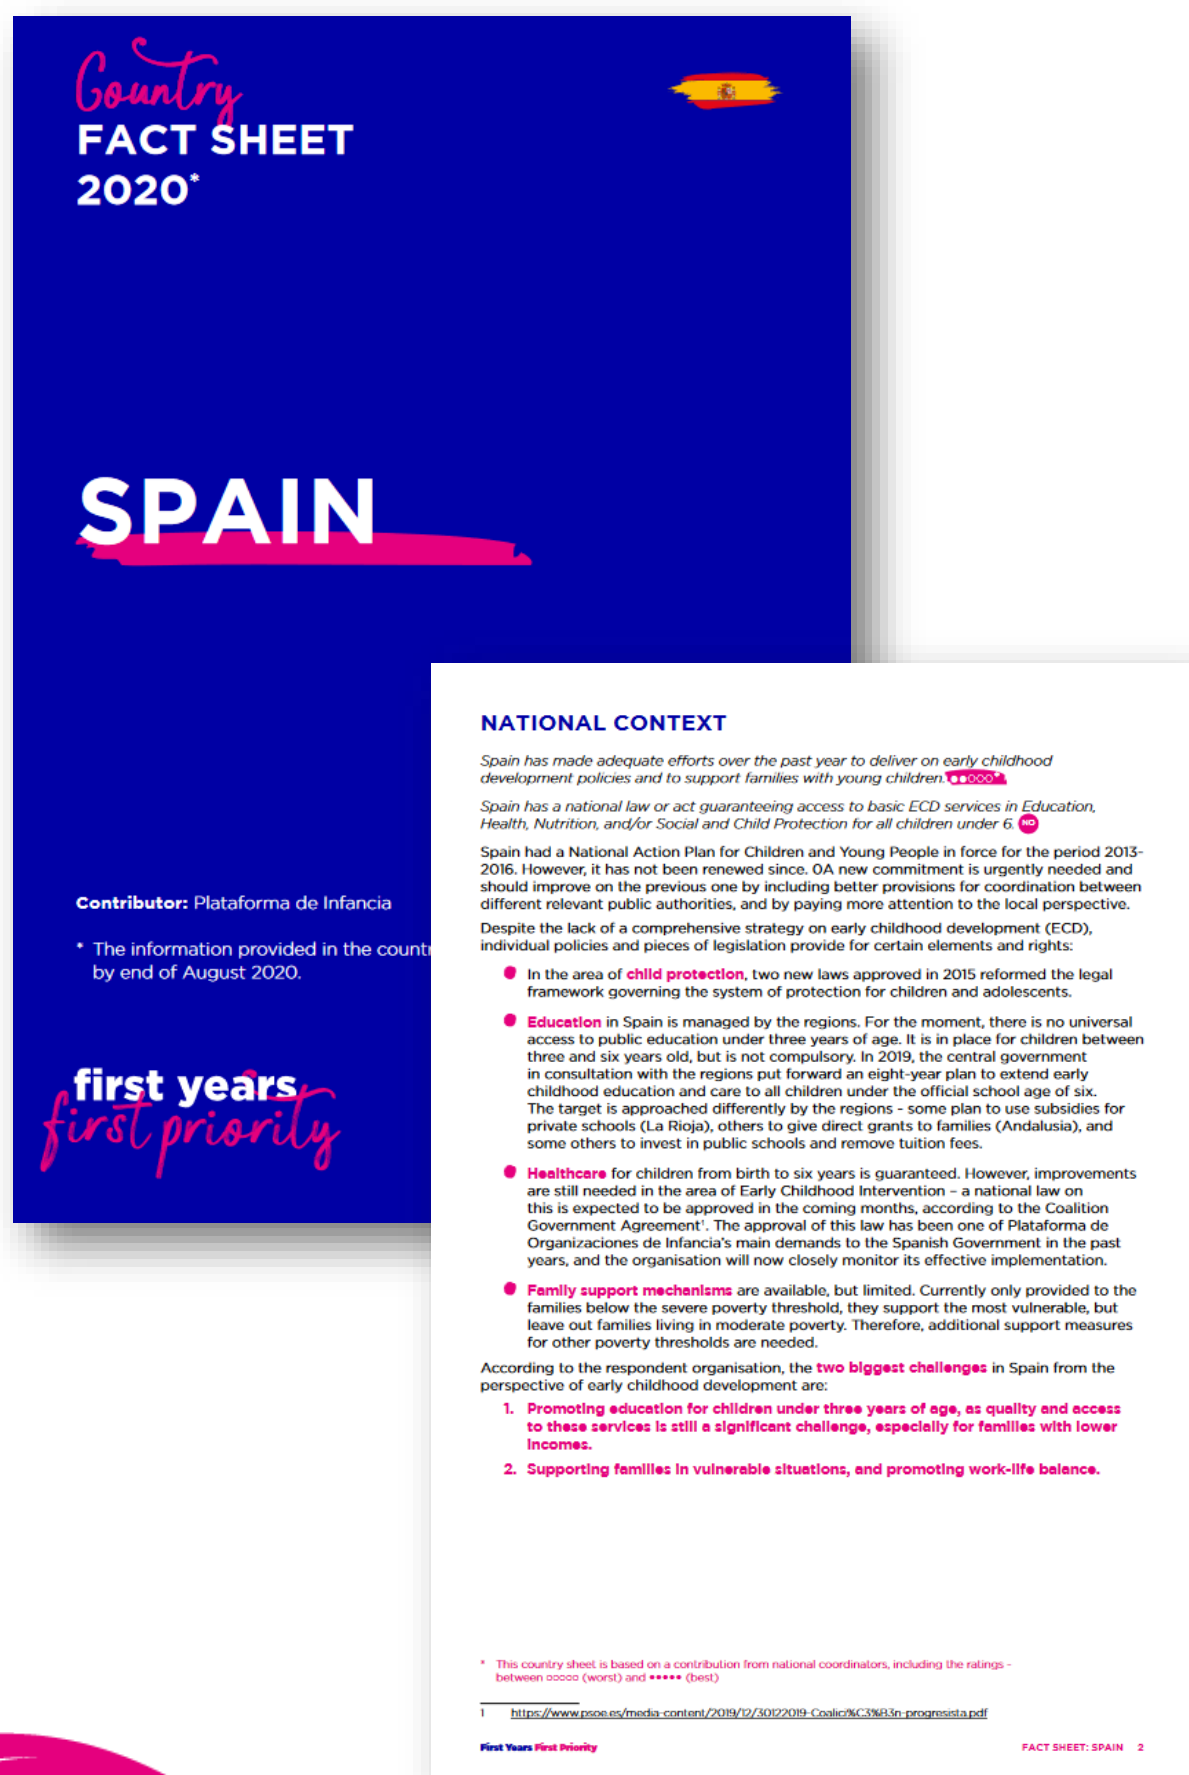 Country
FACT SHEET
2020*
SPAIN
Contributor: Plataforma de Infancia
* The information provided in the countr
by end of August 2020.
first years
first priority
NATIONAL CONTEXT
Spain has made adequate efforts over the past year to deliver on early childhood
development policies and to support families with young children. ●●○○○*
Spain has a national law or act guaranteeing access to basic ECD services in Education,
Health, Nutrition, and/or Social and Child Protection for all children under 6. NO
Spain had a National Action Plan for Children and Young People in force for the period 2013-
2016. However, it has not been renewed since. 0A new commitment is urgently needed and
should improve on the previous one by including better provisions for coordination between
different relevant public authorities, and by paying more attention to the local perspective.
Despite the lack of a comprehensive strategy on early childhood development (ECD),
individual policies and pieces of legislation provide for certain elements and rights:
● In the area of child protection, two new laws approved in 2015 reformed the legal
framework governing the system of protection for children and adolescents.
● Education in Spain is managed by the regions. For the moment, there is no universal
access to public education under three years of age. It is in place for children between
three and six years old, but is not compulsory. In 2019, the central government
in consultation with the regions put forward an eight-year plan to extend early
childhood education and care to all children under the official school age of six.
The target is approached differently by the regions - some plan to use subsidies for
private schools (La Rioja), others to give direct grants to families (Andalusia), and
some others to invest in public schools and remove tuition fees.
● Healthcare for children from birth to six years is guaranteed. However, improvements
are still needed in the area of Early Childhood Intervention – a national law on
this is expected to be approved in the coming months, according to the Coalition
Government Agreement¹. The approval of this law has been one of Plataforma de
Organizaciones de Infancia's main demands to the Spanish Government in the past
years, and the organisation will now closely monitor its effective implementation.
● Family support mechanisms are available, but limited. Currently only provided to the
families below the severe poverty threshold, they support the most vulnerable, but
leave out families living in moderate poverty. Therefore, additional support measures
for other poverty thresholds are needed.
According to the respondent organisation, the two biggest challenges in Spain from the
perspective of early childhood development are:
1. Promoting education for children under three years of age, as quality and access
to these services is still a significant challenge, especially for families with lower
incomes.
2. Supporting families in vulnerable situations, and promoting work-life balance.
* This country sheet is based on a contribution from national coordinators, including the ratings -
between ○○○○○ (worst) and ●●●●● (best)
1 https://www.psoe.es/media-content/2019/12/30122019-Coalici%C3%B3n-progresista.pdf
First Years First Priority
FACT SHEET: SPAIN 2